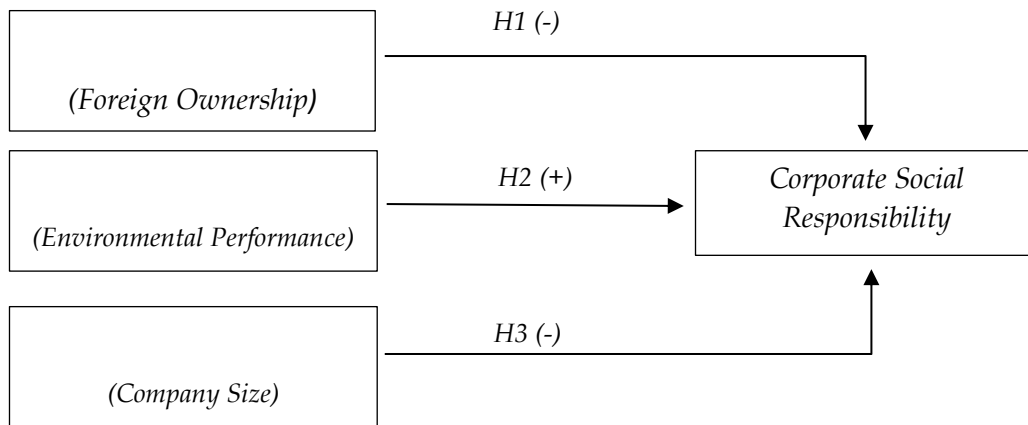 H1 (-)
(Foreign Ownership)
H2 (+)
(Environmental Performance)
Corporate Social
Responsibility
H3 (-)
(Company Size)